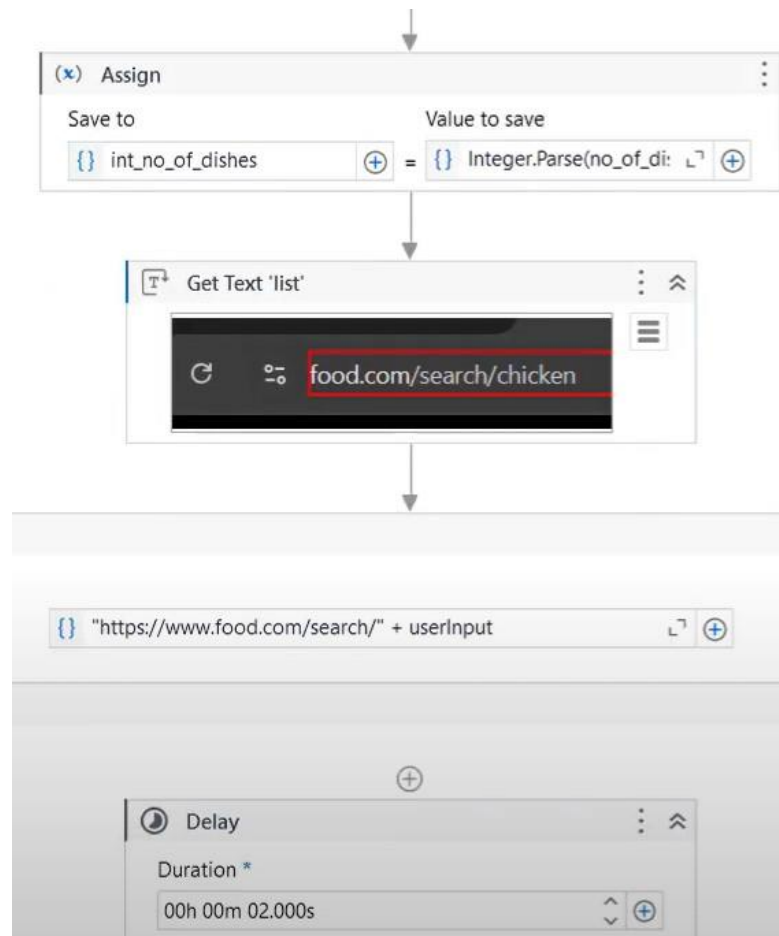 (x) Assign
Save to Value to save
{} int_no_of_dishes = {} Integer.Parse(no_of_di
Get Text 'list'
food.com/search/chicken
{} "https://www.food.com/search/" + userInput
Delay
Duration *
00h 00m 02.000s